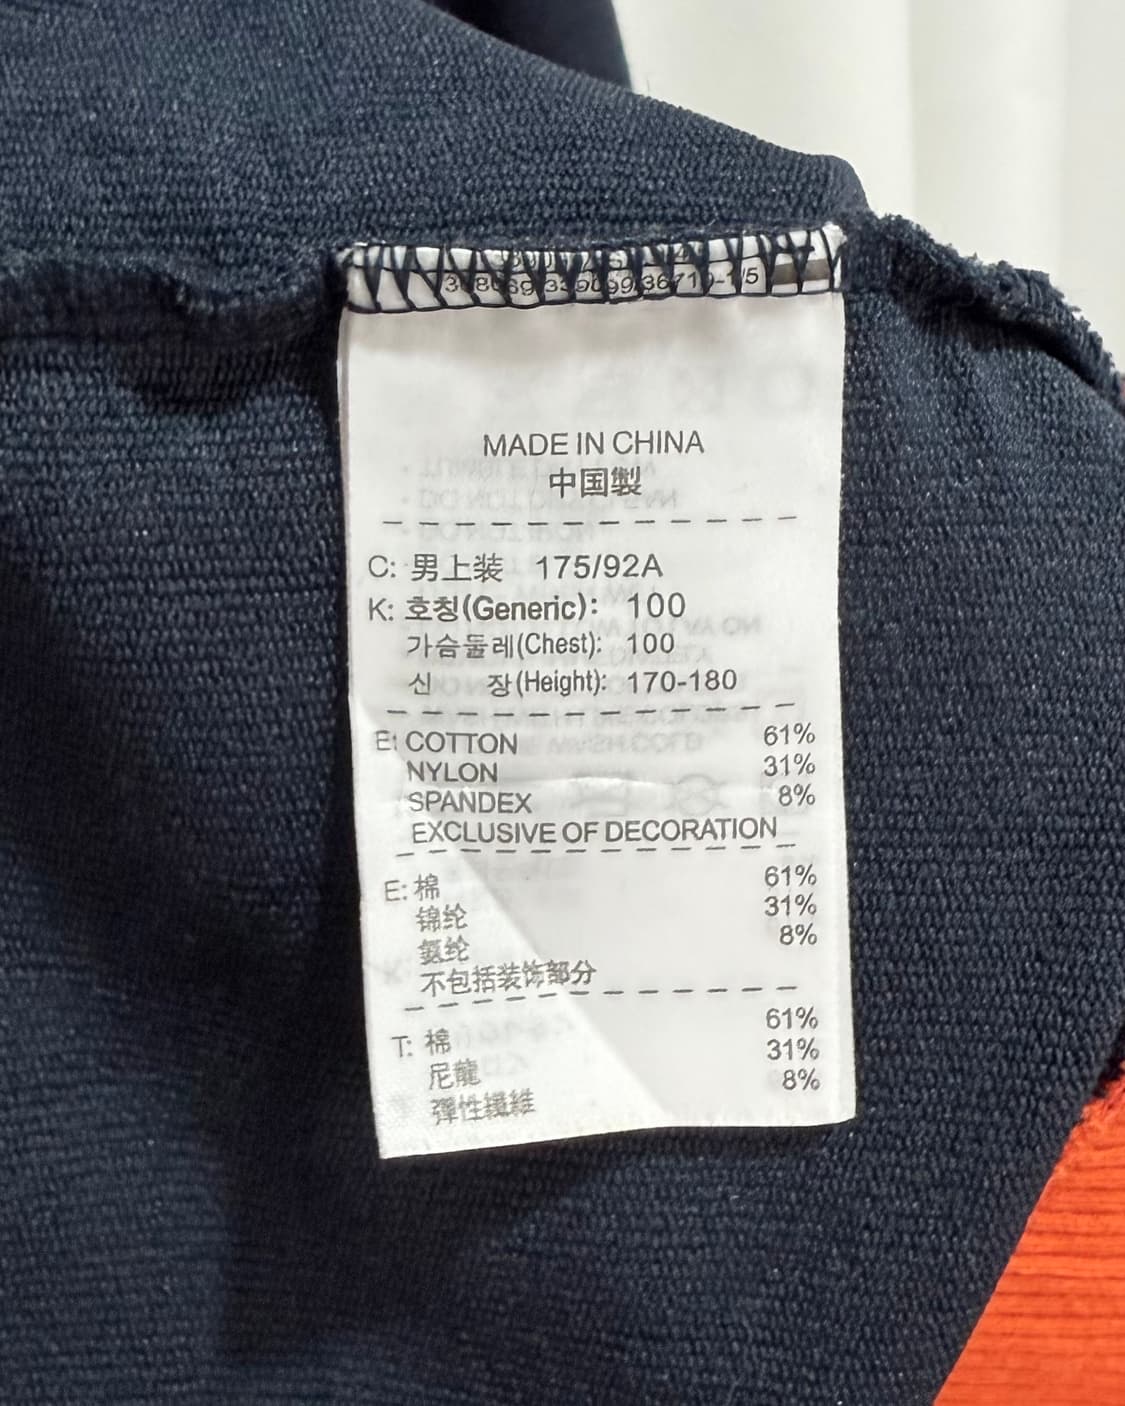 MADE IN CHINA
中国製
C: 男上装 175/92A
K: 호칭(Generic): 100
가슴둘레(Chest): 100
신 장(Height): 170-180
E: COTTON 61%
NYLON 31%
SPANDEX 8%
EXCLUSIVE OF DECORATION
E: 棉 61%
锦纶 31%
氨纶 8%
不包括装饰部分
T: 棉 61%
尼龍 31%
彈性纖維 8%